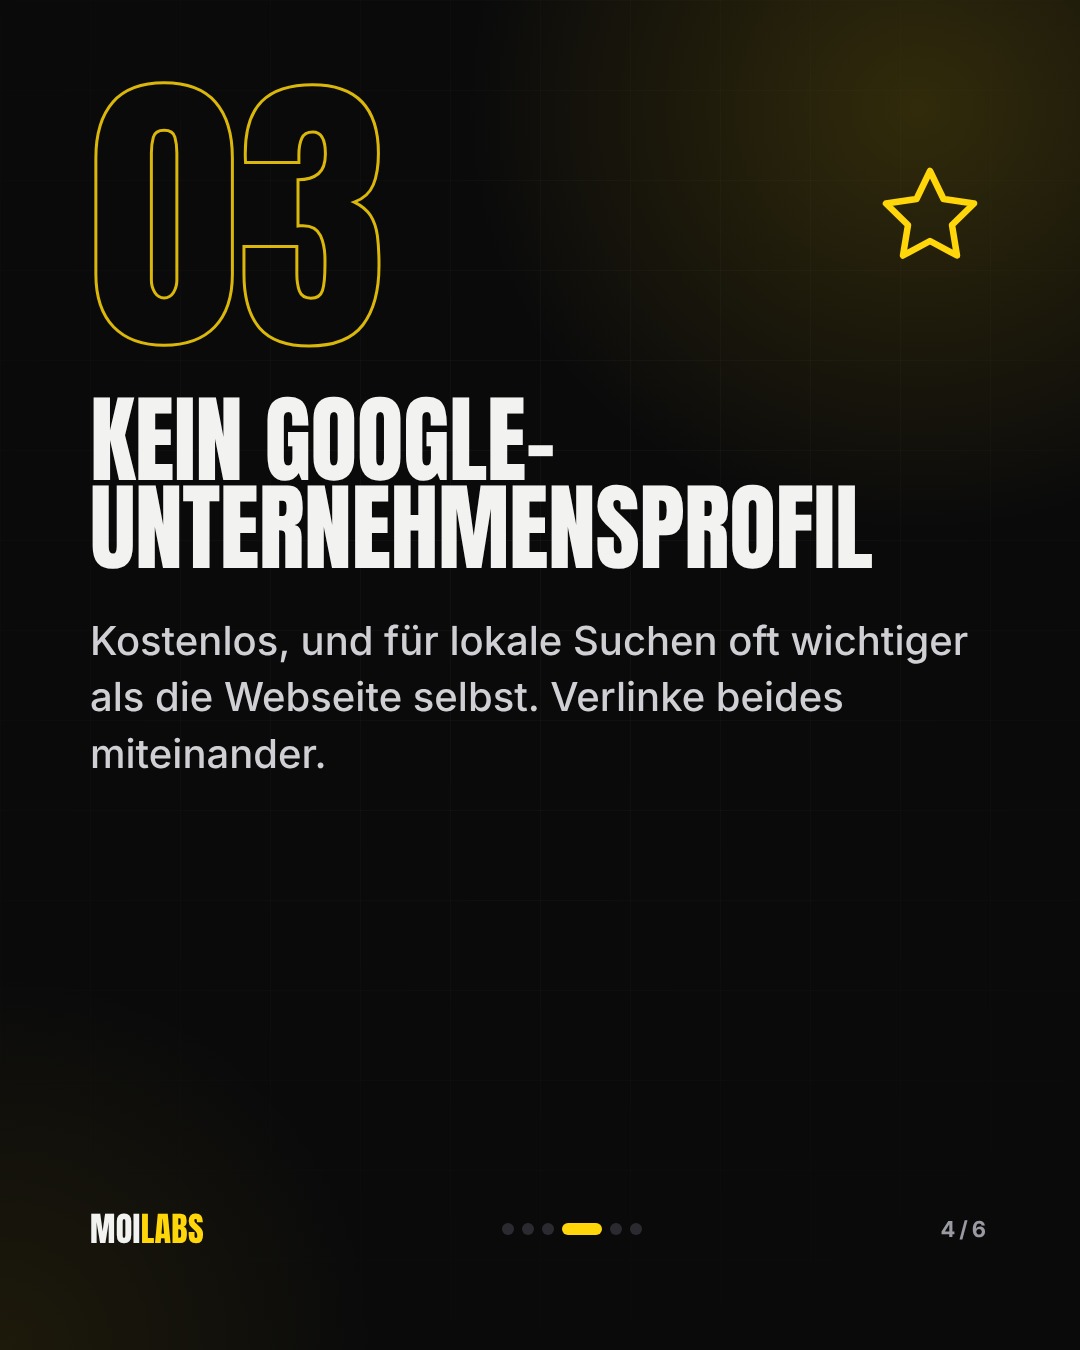 03
KEIN GOOGLE-
UNTERNEHMENSPROFIL
Kostenlos, und für lokale Suchen oft wichtiger
als die Webseite selbst. Verlinke beides
miteinander.
MOILABS
4 / 6